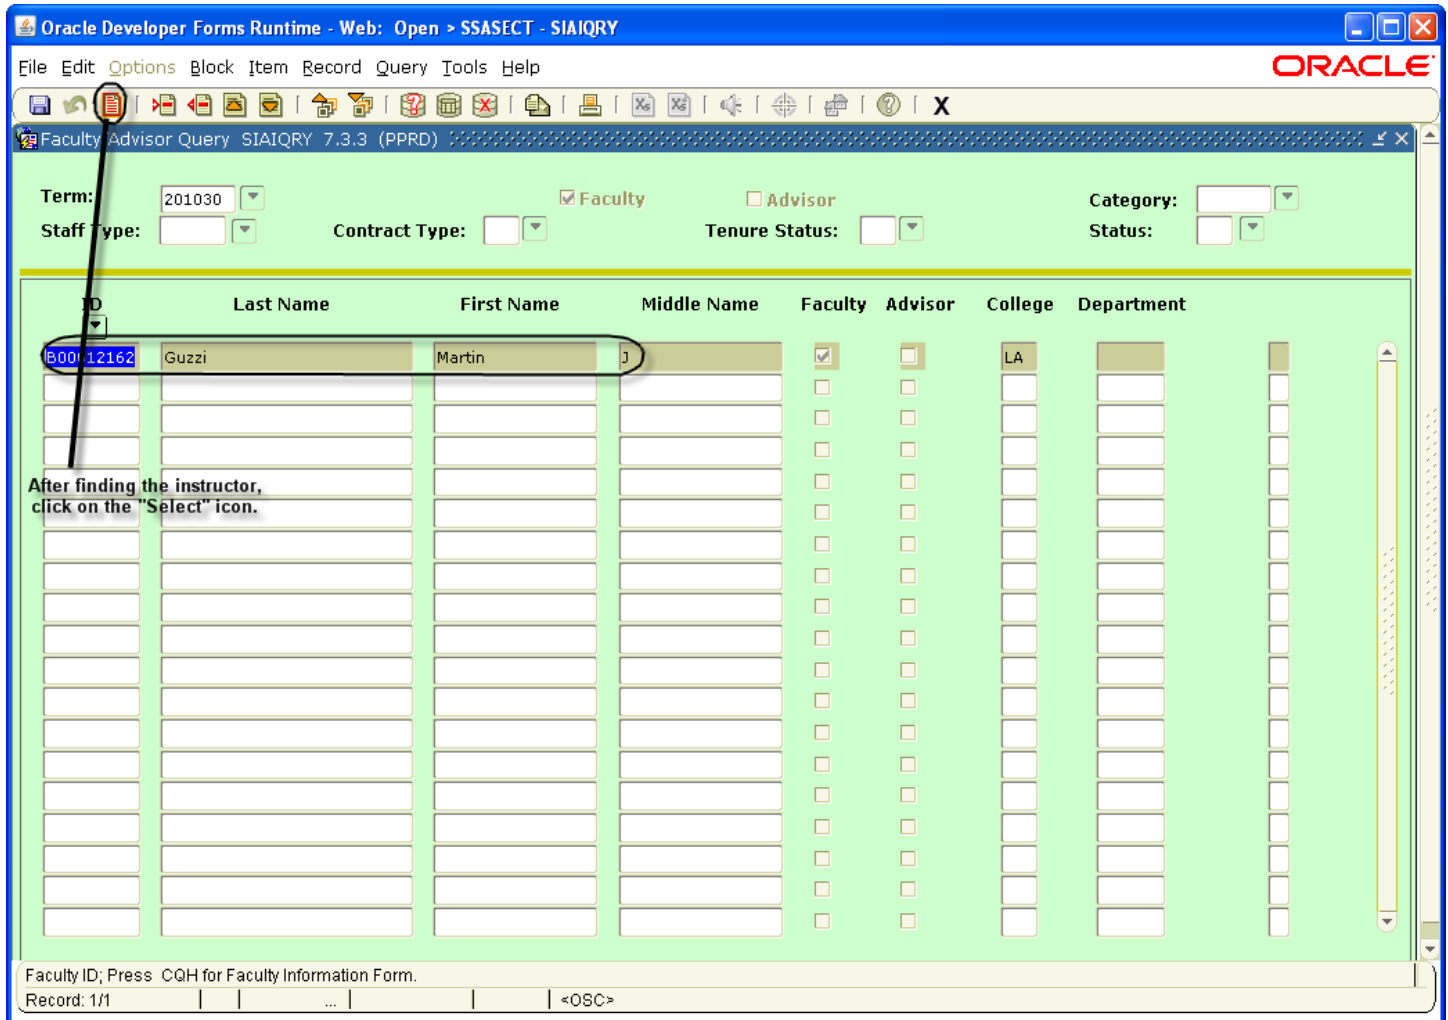 Oracle Developer Forms Runtime - Web: Open > SSASECT - SIAIQRY
File Edit Options Block Item Record Query Tools Help
ORACLE
X
Faculty Advisor Query SIAIQRY 7.3.3 (PPRD)
Term: 201030 Faculty Advisor Category:
Staff Type: Contract Type: Tenure Status: Status:
ID Last Name First Name Middle Name Faculty Advisor College Department
Guzzi Martin J LA
After finding the instructor,
click on the "Select" icon.
Faculty ID; Press CQH for Faculty Information Form.
Record: 1/1 ... <OSC>